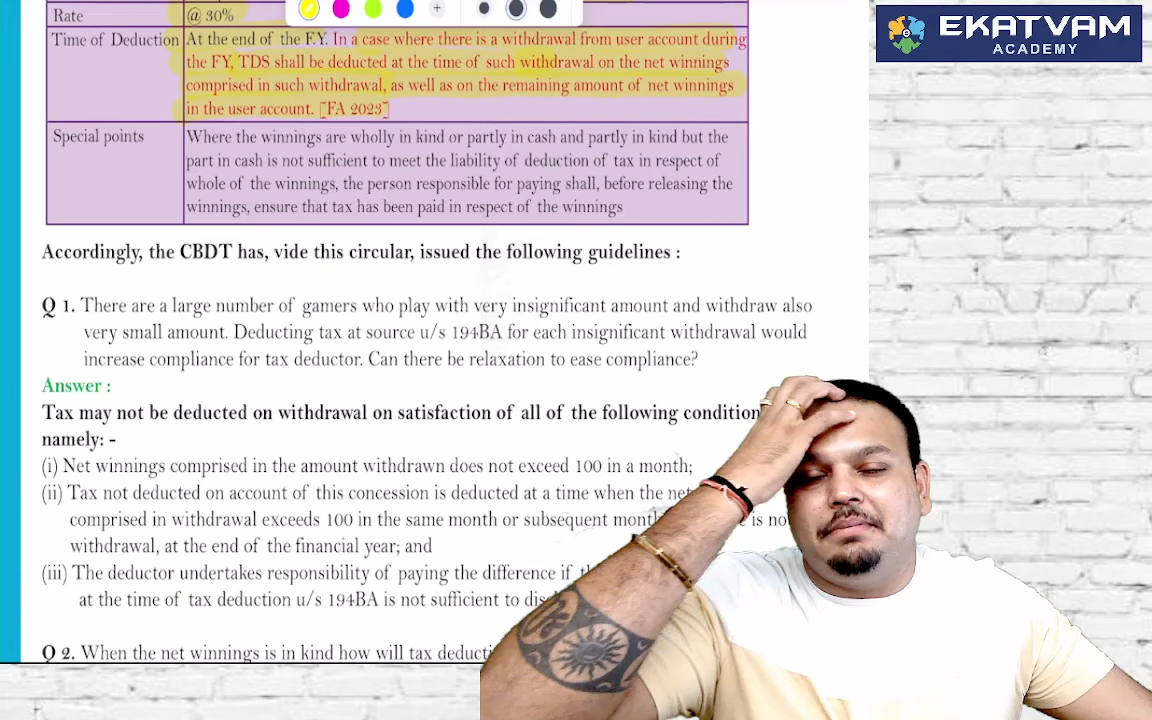 Rate @ 30%
Time of Deduction At the end of the F.Y. In a case where there is a withdrawal from user account during
the FY, TDS shall be deducted at the time of such withdrawal on the net winnings
comprised in such withdrawal, as well as on the remaining amount of net winnings
in the user account. [FA 2023]
Special points Where the winnings are wholly in kind or partly in cash and partly in kind but the
part in cash is not sufficient to meet the liability of deduction of tax in respect of
whole of the winnings, the person responsible for paying shall, before releasing the
winnings, ensure that tax has been paid in respect of the winnings
EKATVAM
ACADEMY
Accordingly, the CBDT has, vide this circular, issued the following guidelines :
Q 1. There are a large number of gamers who play with very insignificant amount and withdraw also
very small amount. Deducting tax at source u/s 194BA for each insignificant withdrawal would
increase compliance for tax deductor. Can there be relaxation to ease compliance?
Answer :
Tax may not be deducted on withdrawal on satisfaction of all of the following condition
namely: -
(i) Net winnings comprised in the amount withdrawn does not exceed 100 in a month;
(ii) Tax not deducted on account of this concession is deducted at a time when the net
comprised in withdrawal exceeds 100 in the same month or subsequent month is no
withdrawal, at the end of the financial year; and
(iii) The deductor undertakes responsibility of paying the difference if
at the time of tax deduction u/s 194BA is not sufficient to
Q 2. When the net winnings is in kind how will tax